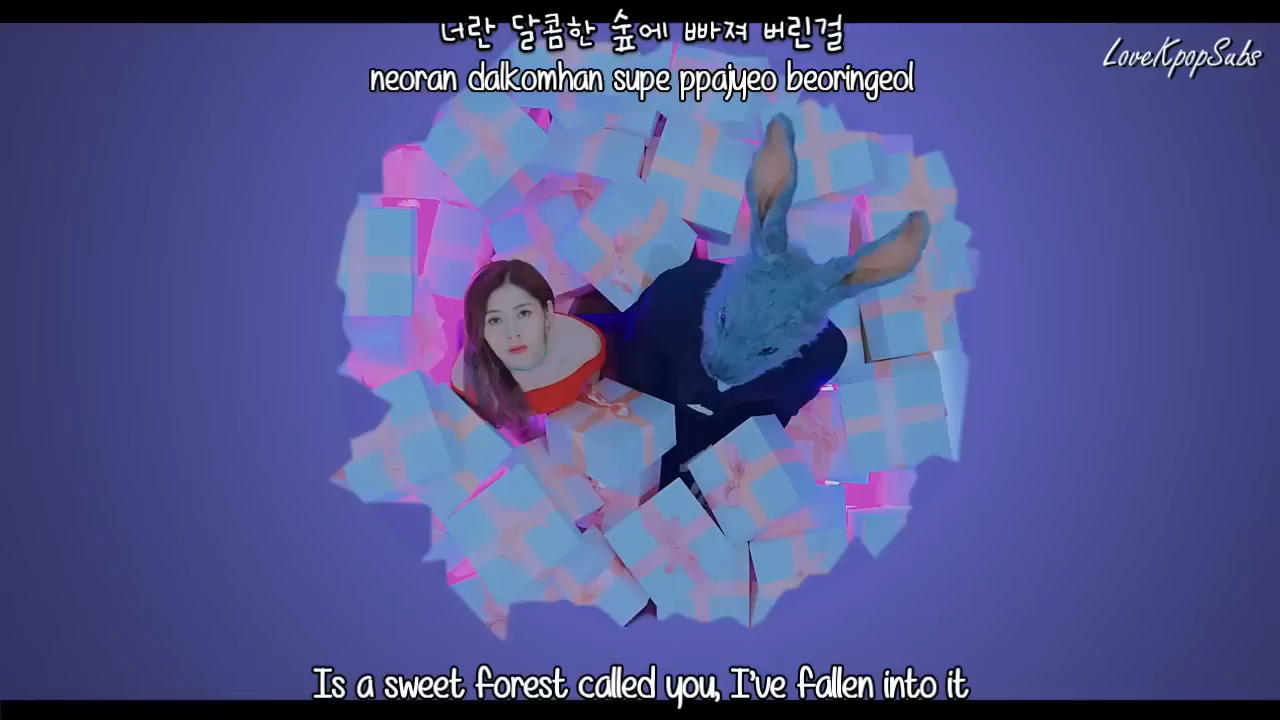 너란 달콤한 숲에 빠져 버린걸
LoveKpopSubs
neoran dalkomhan supe ppajyeo beoringeol
Is a sweet forest called you, I've fallen into it